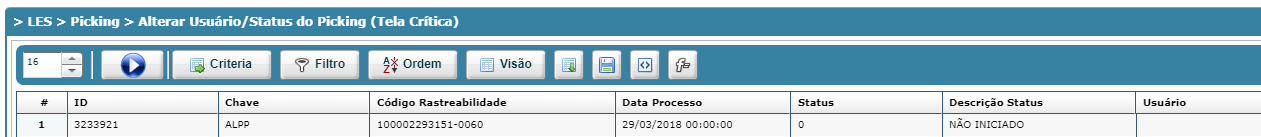 > LES > Picking > Alterar Usuário/Status do Picking (Tela Crítica)
16 Criteria Filtro AZ Ordem Visão
# ID Chave Código Rastreabilidade Data Processo Status Descrição Status Usuário
1 3233921 ALPP 100002293151-0060 29/03/2018 00:00:00 0 NÃO INICIADO